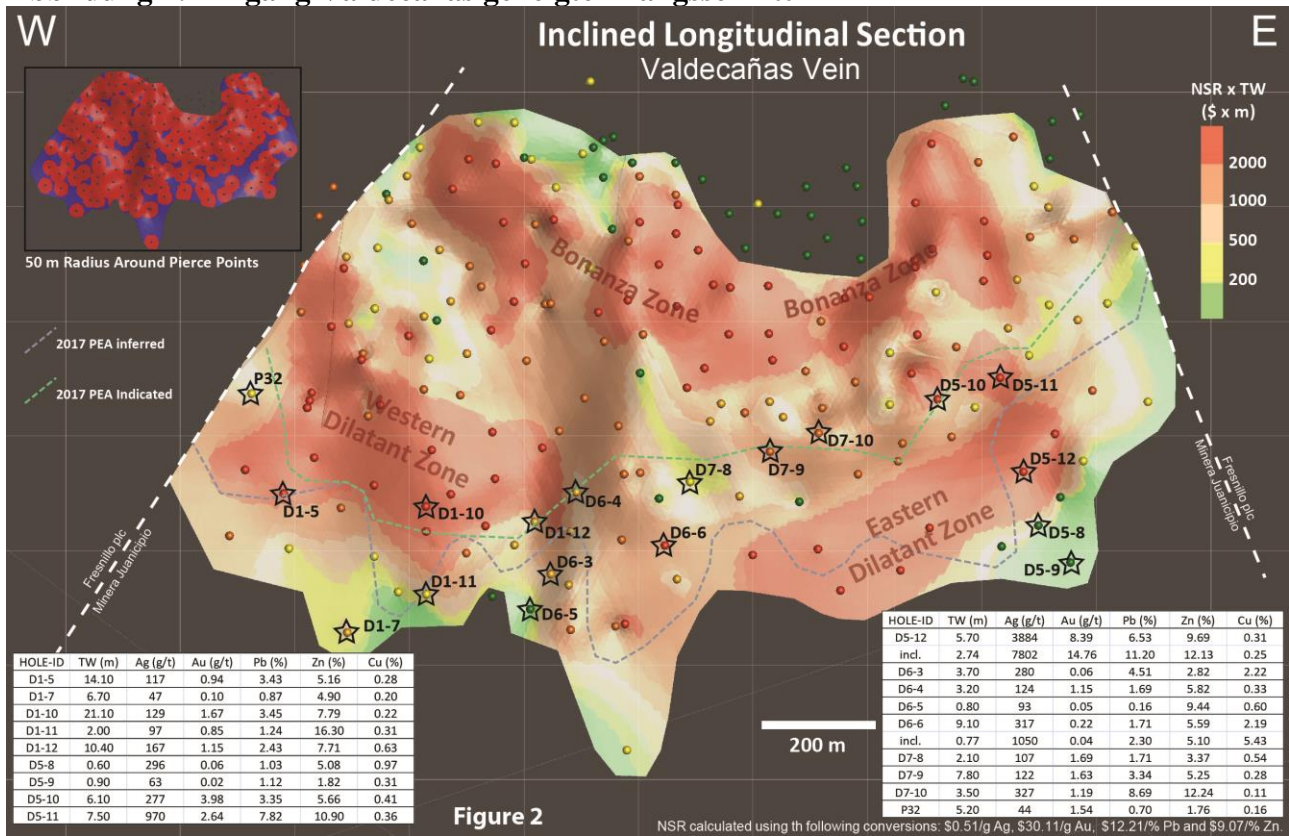 W
Inclined Longitudinal Section
E
Valdecañas Vein
NSR x TW
($ x m)
2000
1000
500
200
50 m Radius Around Pierce Points
2017 PEA inferred
2017 PEA Indicated
Bonanza Zone
Bonanza Zone
Western
Dilatant Zone
Eastern
Dilatant Zone
P32
D5-10
D5-11
D7-10
D7-9
D7-8
D5-12
D1-5
D1-10
D6-4
D1-12
D6-6
D5-8
D5-9
D6-3
D1-11
D6-5
D1-7
Fresnillo plc
Minera Juanicipio
Fresnillo plc
Minera Juanicipio
HOLE-ID TW (m) Ag (g/t) Au (g/t) Pb (%) Zn (%) Cu (%)
D1-5 14.10 117 0.94 3.43 5.16 0.28
D1-7 6.70 47 0.10 0.87 4.90 0.20
D1-10 21.10 129 1.67 3.45 7.79 0.22
D1-11 2.00 97 0.85 1.24 16.30 0.31
D1-12 10.40 167 1.15 2.43 7.71 0.63
D5-8 0.60 296 0.06 1.03 5.08 0.97
D5-9 0.90 63 0.02 1.12 1.82 0.31
D5-10 6.10 277 3.98 3.35 5.66 0.41
D5-11 7.50 970 2.64 7.82 10.90 0.36
200 m
HOLE-ID TW (m) Ag (g/t) Au (g/t) Pb (%) Zn (%) Cu (%)
D5-12 5.70 3884 8.39 6.53 9.69 0.31
incl. 2.74 7802 14.76 11.20 12.13 0.25
D6-3 3.70 280 0.06 4.51 2.82 2.22
D6-4 3.20 124 1.15 1.69 5.82 0.33
D6-5 0.80 93 0.05 0.16 9.44 0.60
D6-6 9.10 317 0.22 1.71 5.59 2.19
incl. 0.77 1050 0.04 2.30 5.10 5.43
D7-8 2.10 107 1.69 1.71 3.37 0.54
D7-9 7.80 122 1.63 3.34 5.25 0.28
D7-10 3.50 327 1.19 8.69 12.24 0.11
P32 5.20 44 1.54 0.70 1.76 0.16
Figure 2
NSR calculated using th following conversions: $0.51/g Ag, $30.11/g Au, $12.21/% Pb and $9.07/% Zn.